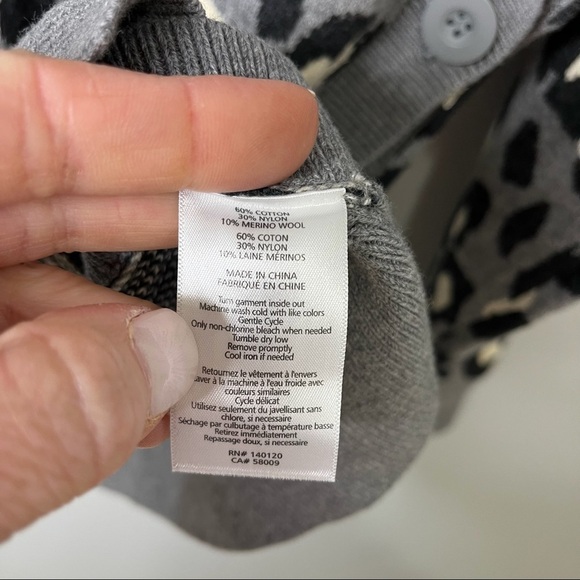 60% COTTON
30% NYLON
10% MERINO WOOL
60% COTON
30% NYLON
10% LAINE MÉRINOS
MADE IN CHINA
FABRIQUÉ EN CHINE
Turn garment inside out
Machine wash cold with like colors
Gentle Cycle
Only non-chlorine bleach when needed
Tumble dry low
Remove promptly
Cool iron if needed
Retournez le vêtement à l'envers
aver à la machine à l'eau froide avec
couleurs similaires
Cycle délicat
Utilisez seulement du javellisant sans
chlore, si necessaire
Séchage par culbutage à température basse
Retirez immédiatement
Repassage doux, si necessaire
RN# 140120
CA# 58009